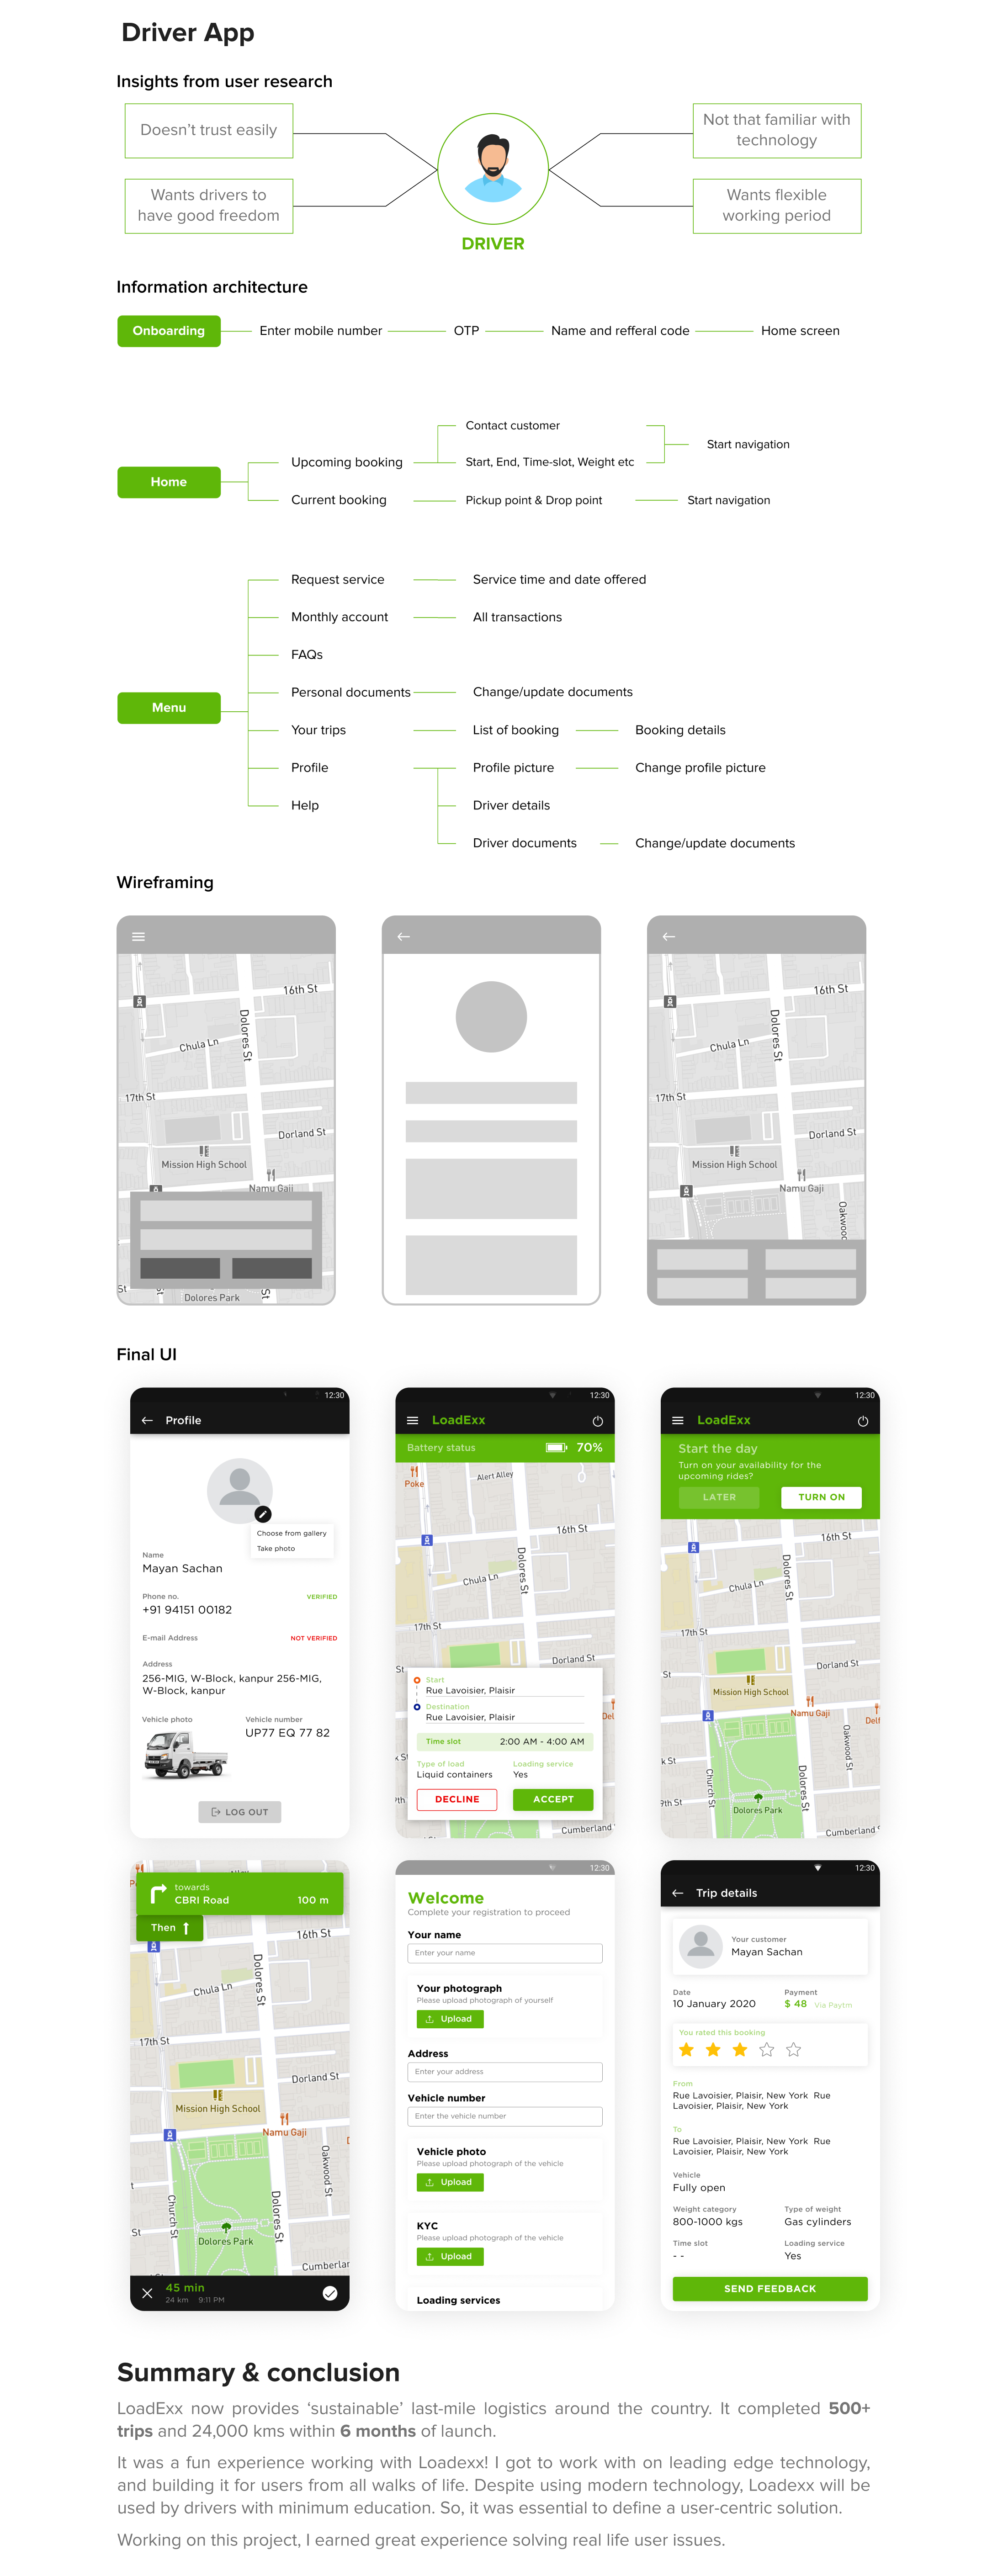 Driver App
Insights from user research
Doesn't trust easily
Not that familiar with
technology
Wants drivers to
have good freedom
Wants flexible
working period
DRIVER
Information architecture
Onboarding
Enter mobile number
OTP
Name and refferal code
Home screen
Contact customer
Start navigation
Upcoming booking
Start, End, Time-slot, Weight etc
Home
Current booking
Pickup point & Drop point
Start navigation
Request service
Service time and date offered
Monthly account
All transactions
FAQs
Personal documents
Change/update documents
Menu
Your trips
List of booking
Booking details
Profile
Profile picture
Change profile picture
Help
Driver details
Driver documents
Change/update documents
Wireframing
16th St
Dolores St
Chula Ln
17th St
Dorland St
Mission High School
Namu Gaji
St
St
Dolores Park
16th St
Dolores St
Chula Ln
17th St
Dorland St
Mission High School
Namu Gaji
Oakwood
Final UI
12:30
Profile
Choose from gallery
Take photo
Name
Mayan Sachan
Phone no.
VERIFIED
+91 94151 00182
E-mail Address
NOT VERIFIED
Address
256-MIG, W-Block, kanpur 256-MIG,
W-Block, kanpur
Vehicle photo
Vehicle number
UP77 EQ 77 82
LOG OUT
12:30
LoadExx
Battery status
70%
Poke
Alert Alley
16th St
Dolores St
Chula Ln
17th St
Dorland St
St
Start
Rue Lavoisier, Plaisir
Destination
Rue Lavoisier, Plaisir
Del
Time slot
2:00 AM - 4:00 AM
Type of load
Loading service
Liquid containers
Yes
k St
DECLINE
ACCEPT
9th St
Cumberland
12:30
LoadExx
Start the day
Turn on your availability for the
upcoming rides?
LATER
TURN ON
16th St
Dolores St
Chula Ln
17th St
Dorland St
St
Mission High School
Namu Gaji
Delf
Oakwood St
k St
Church St
Dolores St
9th St
Dolores Park
Cumberland
towards
CBRI Road
100 m
Then
16th St
Dolores St
Chula Ln
17th St
Dorland St
Mission High School
Namu Gaji
Oakwood St
Church St
Dolores St
St
Dolores Park
Cumberlar
45 min
24 km
9:11 PM
12:30
Welcome
Complete your registration to proceed
Your name
Enter your name
Your photograph
Please upload photograph of yourself
Upload
Address
Enter your address
Vehicle number
Enter the vehicle number
Vehicle photo
Please upload photograph of the vehicle
Upload
KYC
Please upload photograph of the vehicle
Upload
Loading services
12:30
Trip details
Your customer
Mayan Sachan
Date
Payment
10 January 2020
$ 48 Via Paytm
You rated this booking
From
Rue Lavoisier, Plaisir, New York Rue
Lavoisier, Plaisir, New York
To
Rue Lavoisier, Plaisir, New York Rue
Lavoisier, Plaisir, New York
Vehicle
Fully open
Weight category
Type of weight
800-1000 kgs
Gas cylinders
Time slot
Loading service
- -
Yes
SEND FEEDBACK
Summary & conclusion
LoadExx now provides 'sustainable' last-mile logistics around the country. It completed 500+
trips and 24,000 kms within 6 months of launch.
It was a fun experience working with Loadexx! I got to work with on leading edge technology,
and building it for users from all walks of life. Despite using modern technology, Loadexx will be
used by drivers with minimum education. So, it was essential to define a user-centric solution.
Working on this project, I earned great experience solving real life user issues.